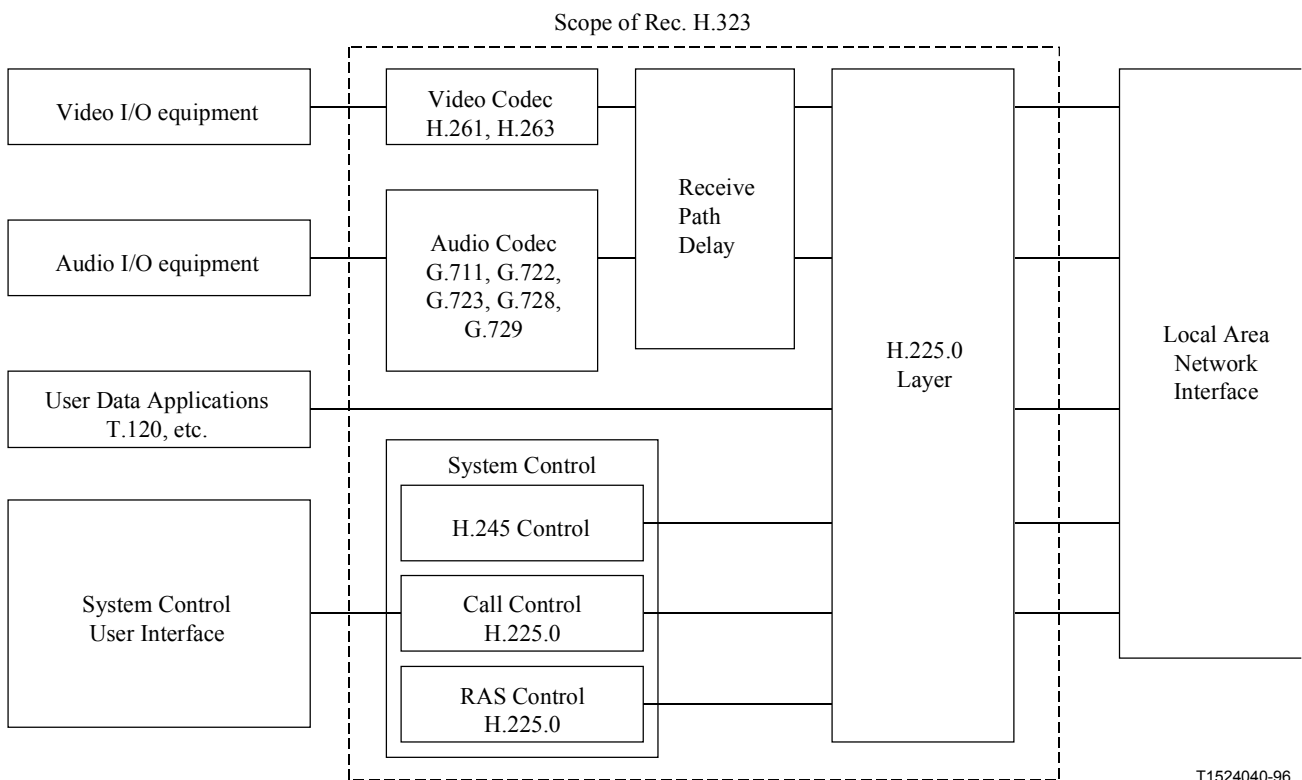 Scope of Rec. H.323
Video I/O equipment
Video Codec
H.261, H.263
Receive
Path
Delay
Audio I/O equipment
Audio Codec
G.711, G.722,
G.723, G.728,
G.729
H.225.0
Layer
Local Area
Network
Interface
User Data Applications
T.120, etc.
System Control
H.245 Control
System Control
User Interface
Call Control
H.225.0
RAS Control
H.225.0
T1524040-96